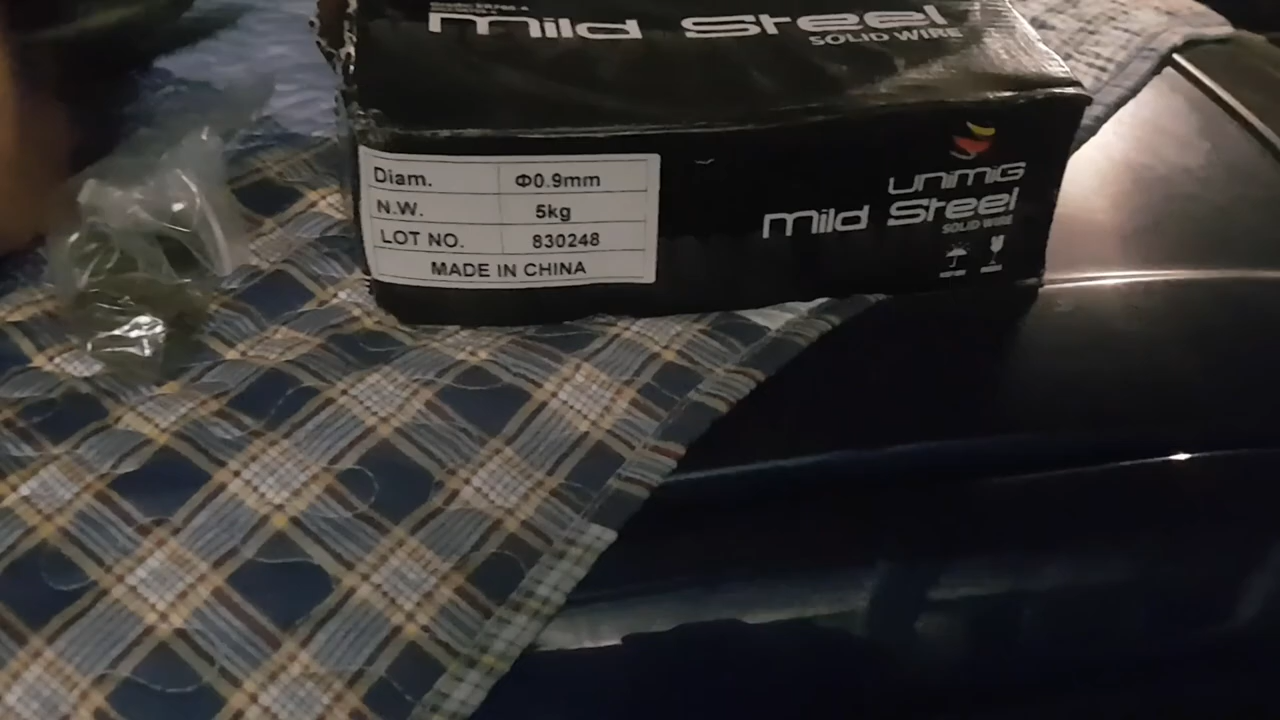 mild Steel
SOLID WIRE
Diam. Φ0.9mm
N.W. 5kg
LOT NO. 830248
MADE IN CHINA
unimiG
mild Steel
SOLID WIRE